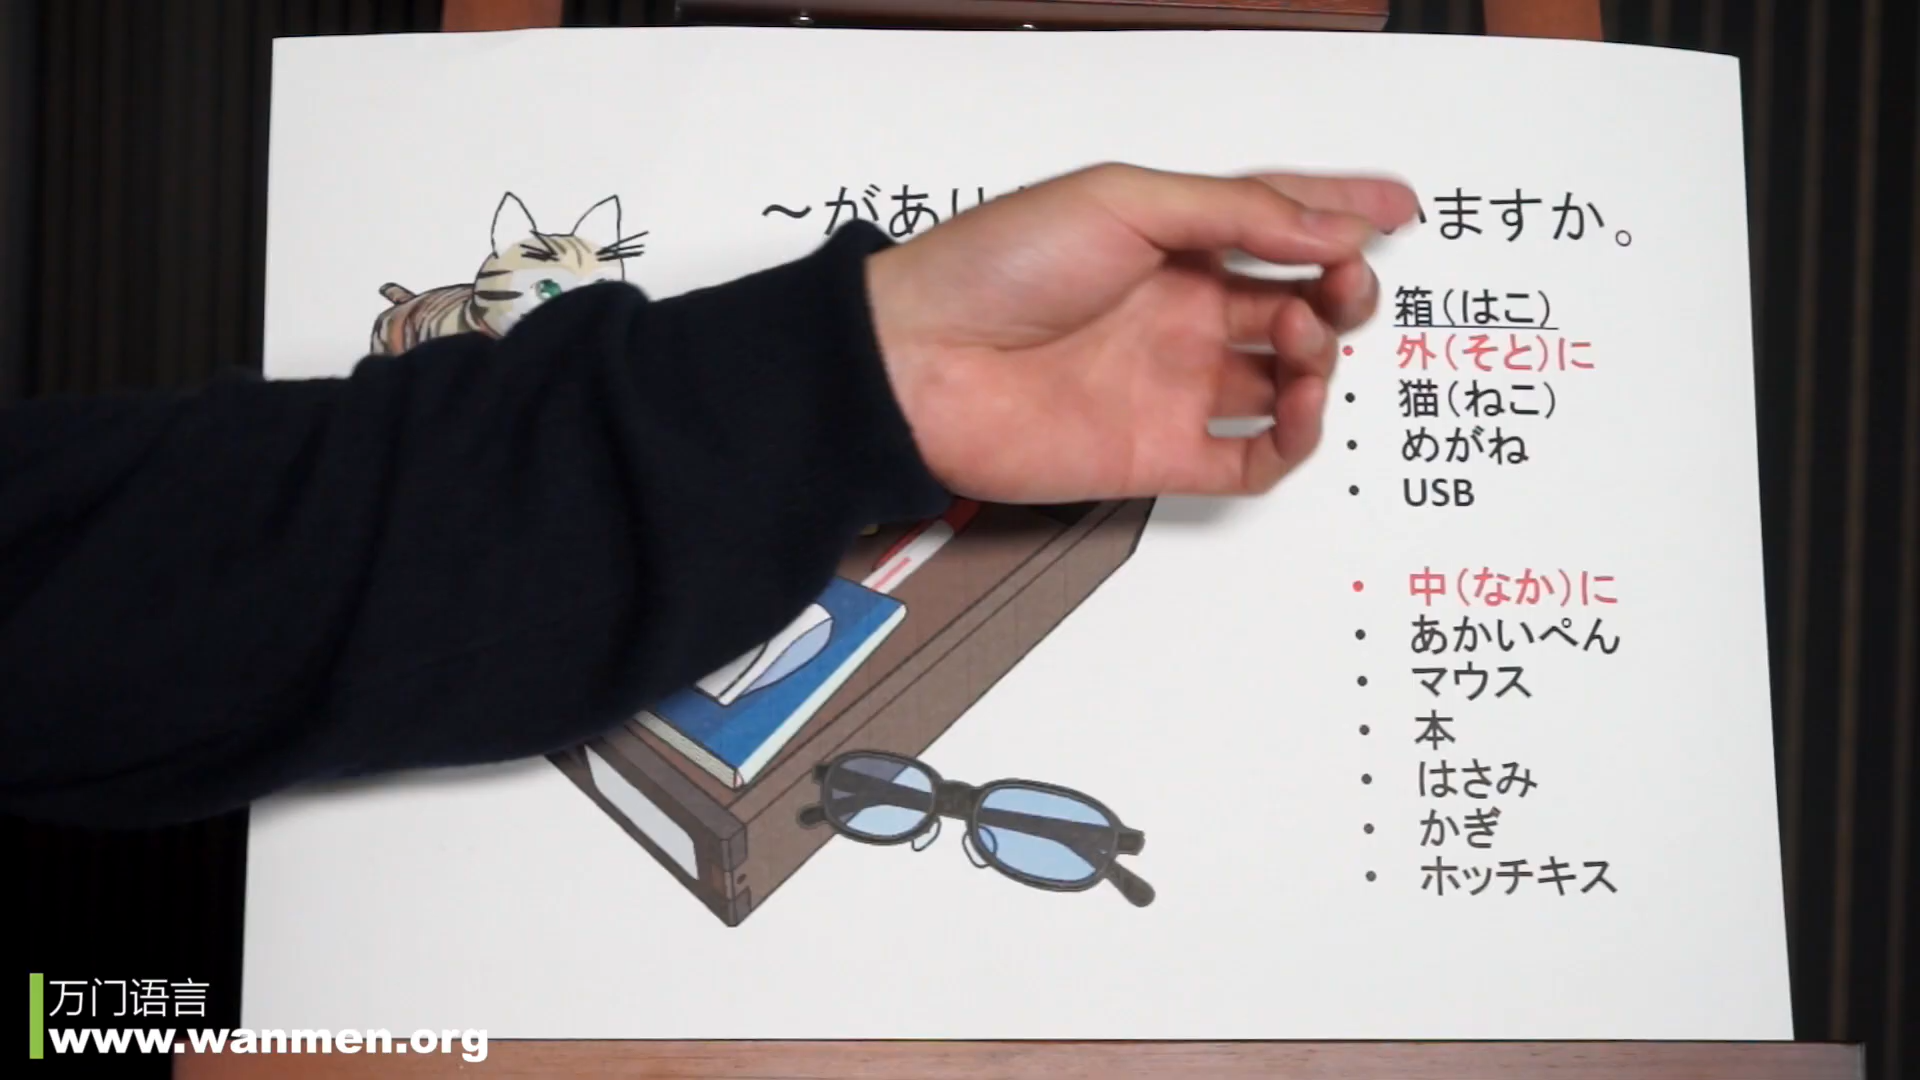 ～があり
いますか。
箱(はこ)
• 外(そと)に
• 猫(ねこ)
• めがね
• USB
• 中(なか)に
• あかいぺん
• マウス
• 本
• はさみ
• かぎ
• ホッチキス
万门语言
www.wanmen.org